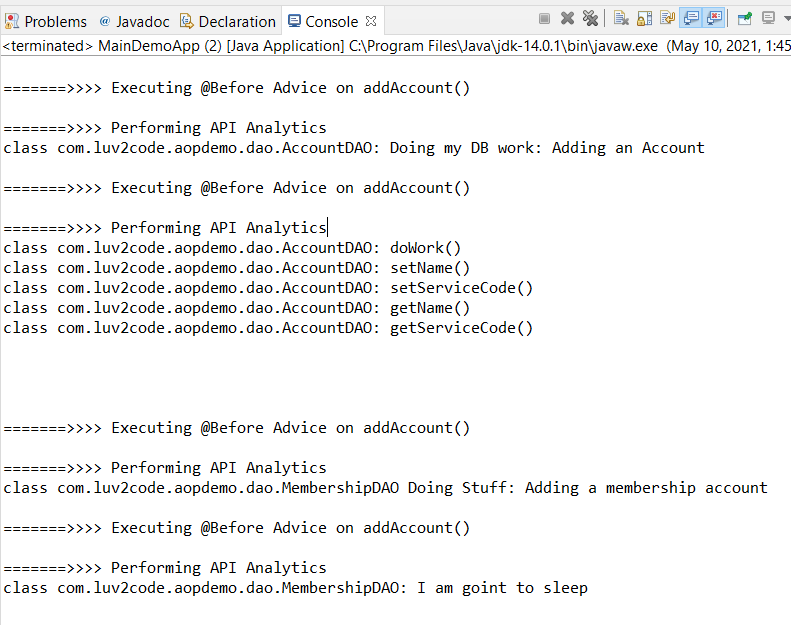 Problems @ Javadoc Declaration Console
<terminated> MainDemoApp (2) [Java Application] C:\Program Files\Java\jdk-14.0.1\bin\javaw.exe (May 10, 2021, 1:45
=======>>>> Executing @Before Advice on addAccount()
=======>>>> Performing API Analytics
class com.luv2code.aopdemo.dao.AccountDAO: Doing my DB work: Adding an Account
=======>>>> Executing @Before Advice on addAccount()
=======>>>> Performing API Analytics
class com.luv2code.aopdemo.dao.AccountDAO: doWork()
class com.luv2code.aopdemo.dao.AccountDAO: setName()
class com.luv2code.aopdemo.dao.AccountDAO: setServiceCode()
class com.luv2code.aopdemo.dao.AccountDAO: getName()
class com.luv2code.aopdemo.dao.AccountDAO: getServiceCode()
=======>>>> Executing @Before Advice on addAccount()
=======>>>> Performing API Analytics
class com.luv2code.aopdemo.dao.MembershipDAO Doing Stuff: Adding a membership account
=======>>>> Executing @Before Advice on addAccount()
=======>>>> Performing API Analytics
class com.luv2code.aopdemo.dao.MembershipDAO: I am goint to sleep